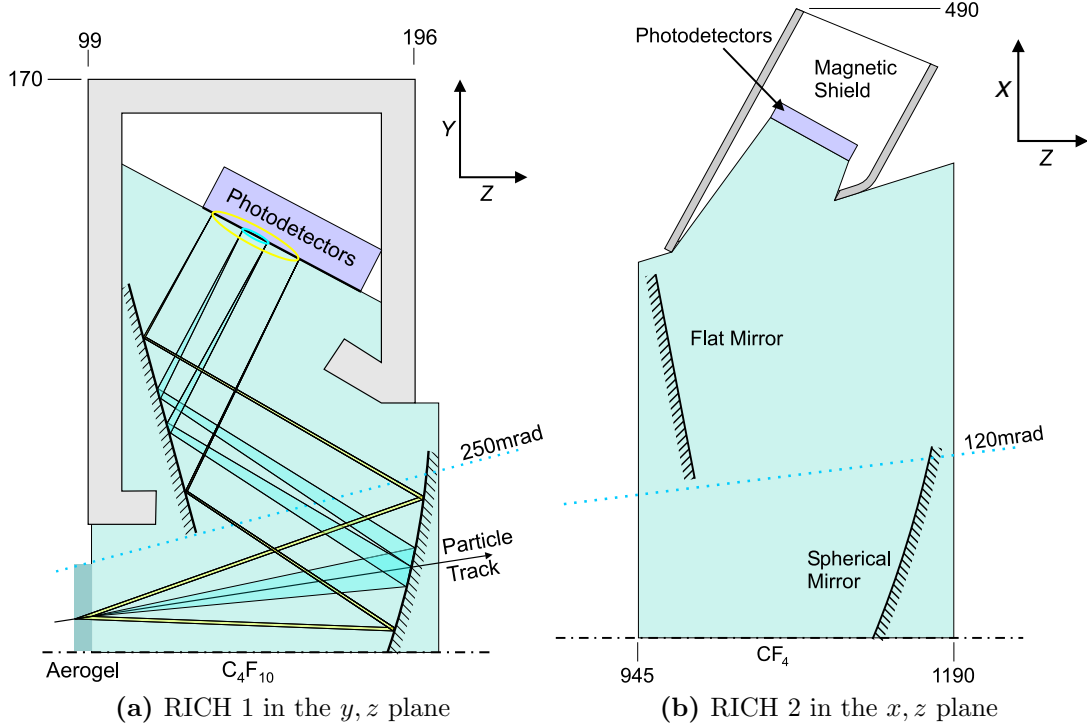 99
196
170
Y
Z
Photodetectors
250mrad
Particle
Track
Aerogel
C₄F₁₀
(a) RICH 1 in the y, z plane
490
Photodetectors
Magnetic
Shield
X
Z
Flat Mirror
120mrad
Spherical
Mirror
CF₄
945
1190
(b) RICH 2 in the x, z plane